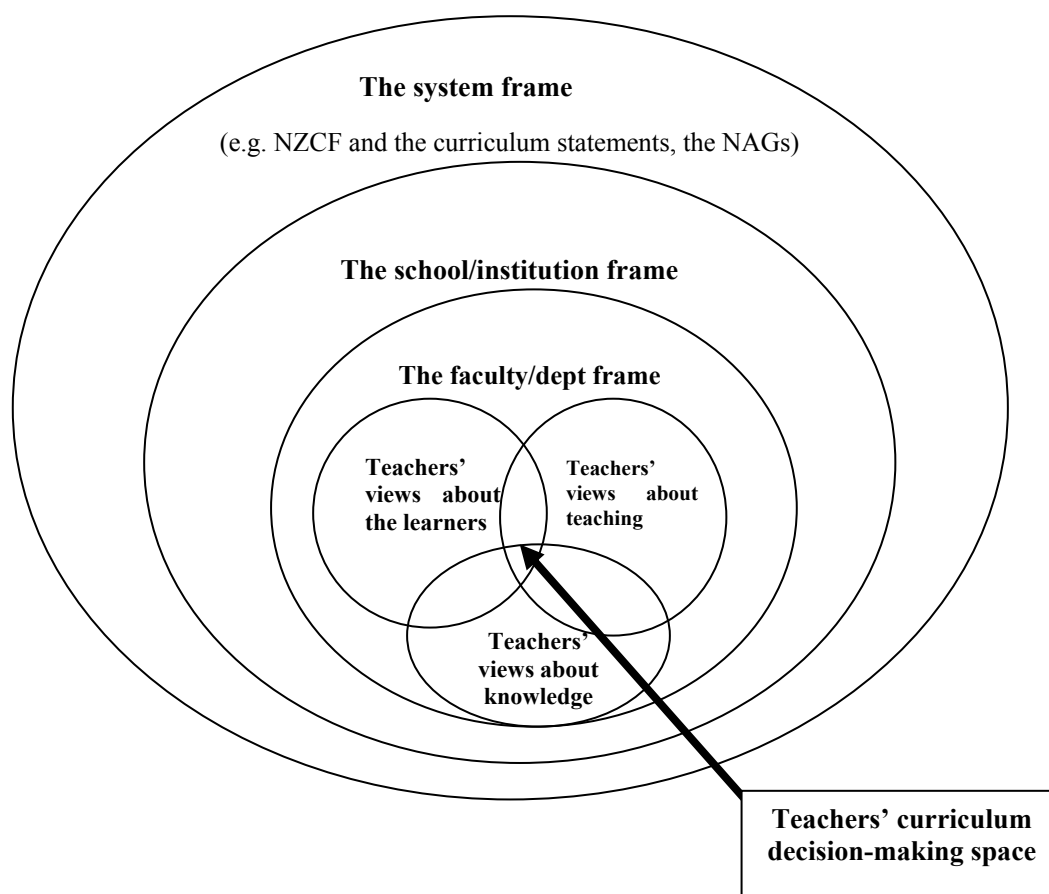 The system frame
(e.g. NZCF and the curriculum statements, the NAGs)
The school/institution frame
The faculty/dept frame
Teachers’
views about
the learners
Teachers’
views about
teaching
Teachers’
views about
knowledge
Teachers’ curriculum
decision-making space